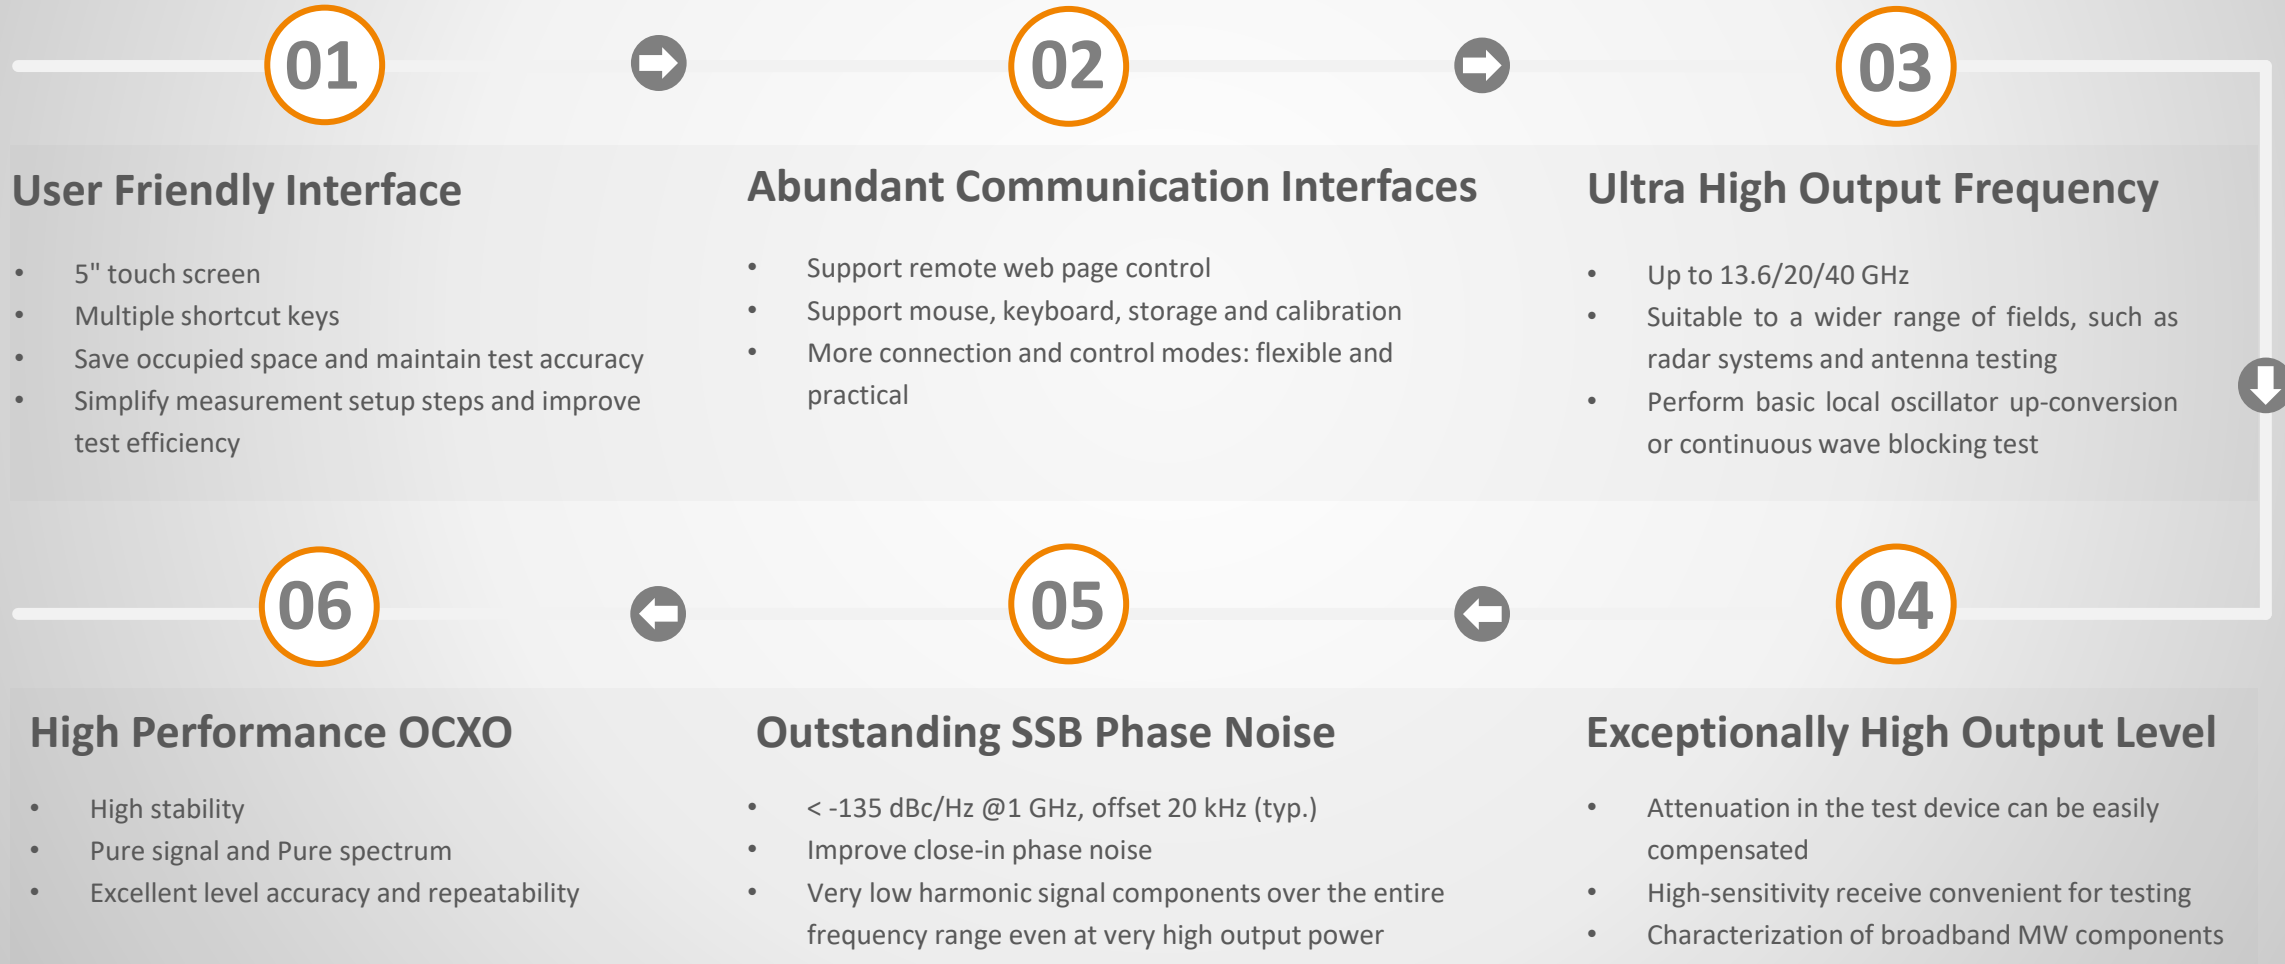 01
User Friendly Interface
• 5" touch screen
• Multiple shortcut keys
• Save occupied space and maintain test accuracy
• Simplify measurement setup steps and improve
test efficiency
02
Abundant Communication Interfaces
• Support remote web page control
• Support mouse, keyboard, storage and calibration
• More connection and control modes: flexible and
practical
03
Ultra High Output Frequency
• Up to 13.6/20/40 GHz
• Suitable to a wider range of fields, such as
radar systems and antenna testing
• Perform basic local oscillator up-conversion
or continuous wave blocking test
04
Exceptionally High Output Level
• Attenuation in the test device can be easily
compensated
• High-sensitivity receive convenient for testing
• Characterization of broadband MW components
05
Outstanding SSB Phase Noise
• < -135 dBc/Hz @1 GHz, offset 20 kHz (typ.)
• Improve close-in phase noise
• Very low harmonic signal components over the entire
frequency range even at very high output power
06
High Performance OCXO
• High stability
• Pure signal and Pure spectrum
• Excellent level accuracy and repeatability